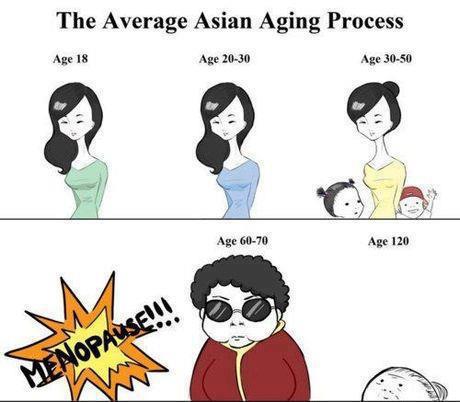 The Average Asian Aging Process
Age 18
Age 20-30
Age 30-50
MENOPAUSE!!!
Age 60-70
Age 120